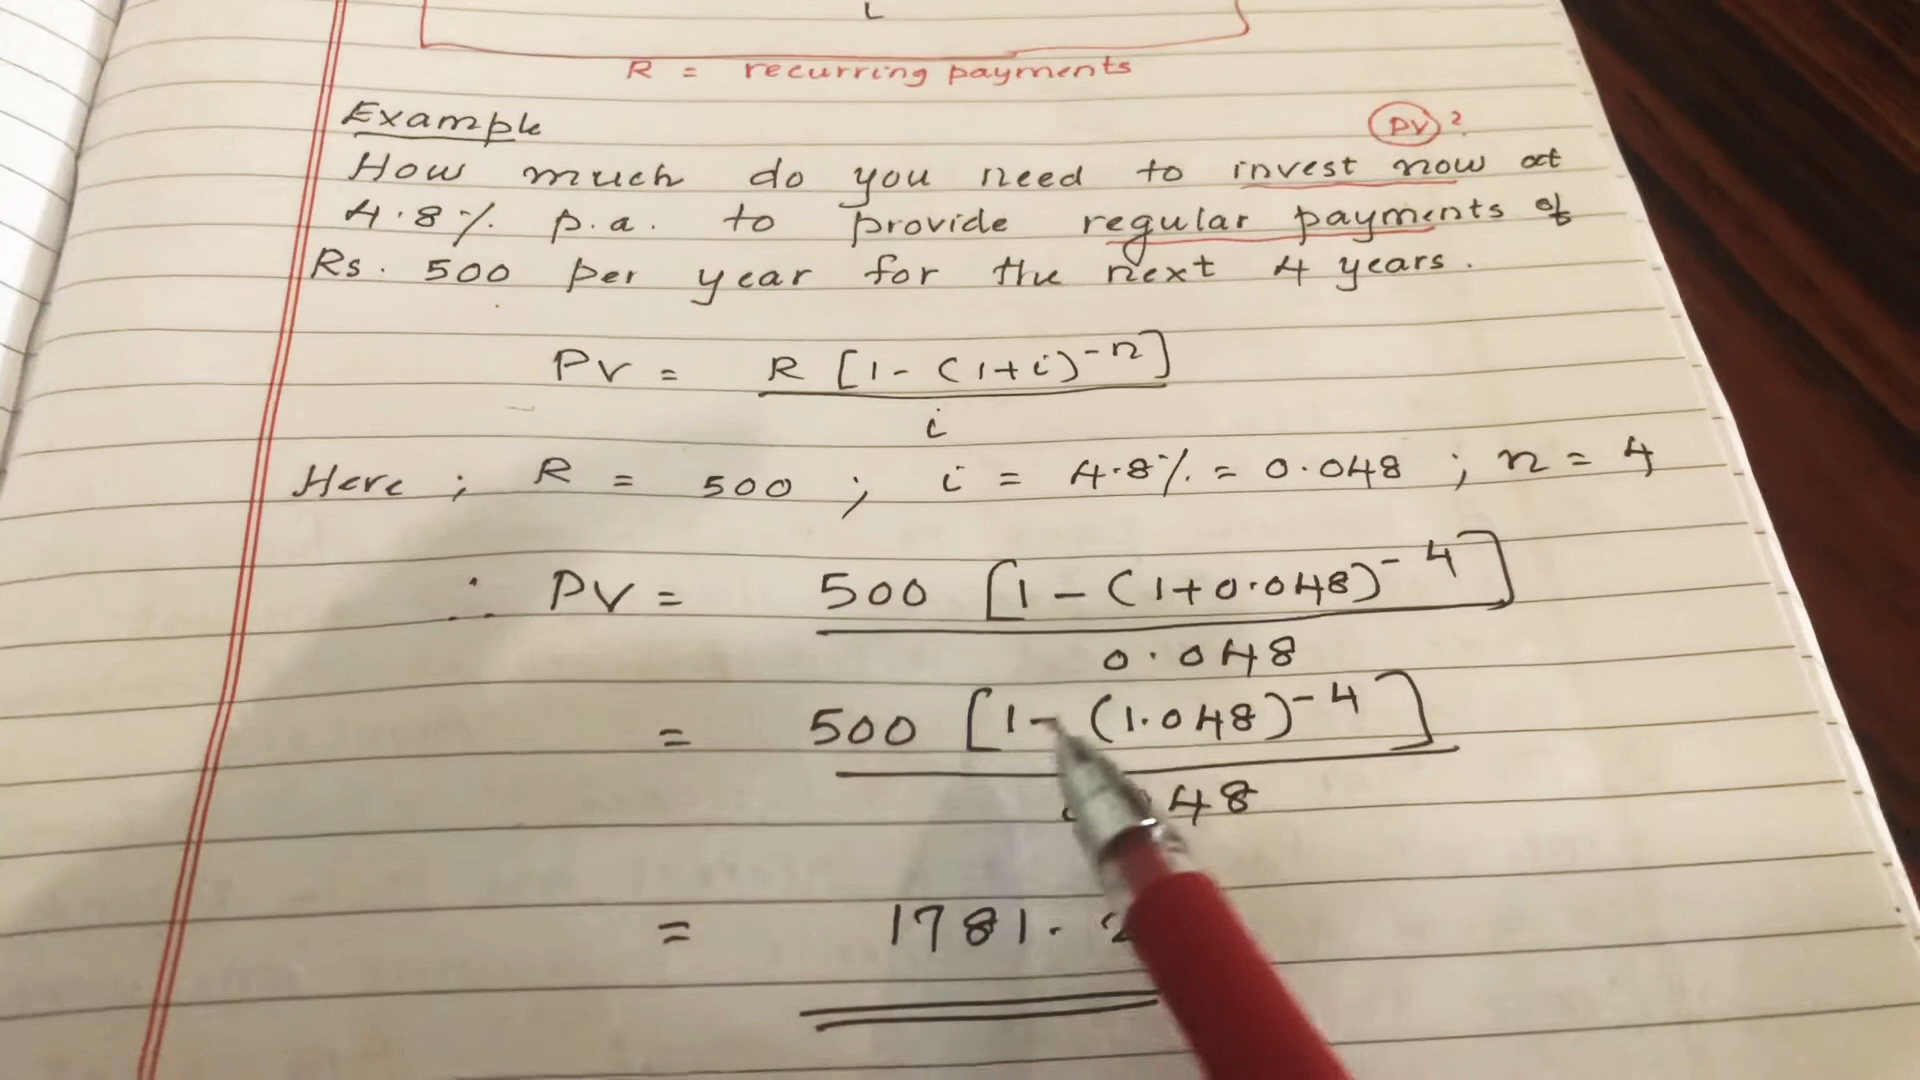 R = recurring payments
Example
PV ?
How much do you need to invest now at
4.8% p.a. to provide regular payments of
Rs. 500 per year for the next 4 years.
PV = R [1 - (1+i)^-n]
i
Here ; R = 500 ; i = 4.8% = 0.048 ; n = 4
∴ PV = 500 [1 - (1+0.048)^-4]
0.048
= 500 [1 - (1.048)^-4]
48
= 1781.2